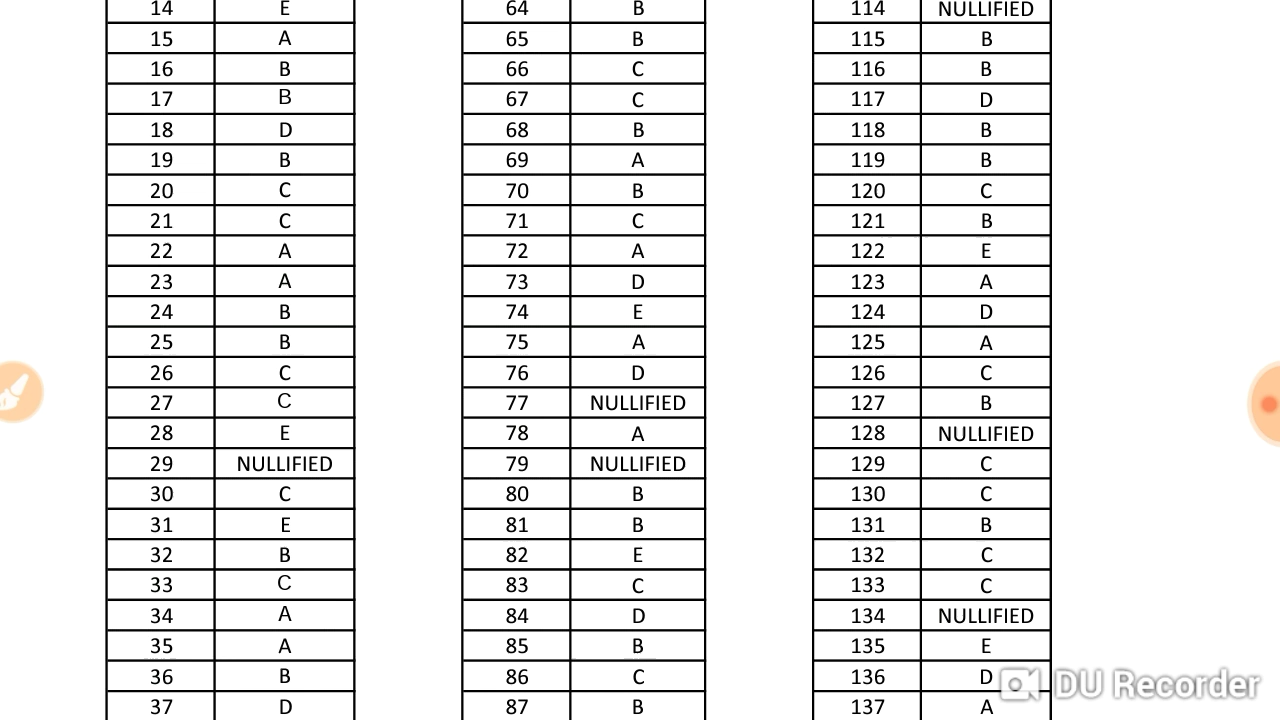 14 E 64 B 114 NULLIFIED
15 A 65 B 115 B
16 B 66 C 116 B
17 B 67 C 117 D
18 D 68 B 118 B
19 B 69 A 119 B
20 C 70 B 120 C
21 C 71 C 121 B
22 A 72 A 122 E
23 A 73 D 123 A
24 B 74 E 124 D
25 B 75 A 125 A
26 C 76 D 126 C
27 C 77 NULLIFIED 127 B
28 E 78 A 128 NULLIFIED
29 NULLIFIED 79 NULLIFIED 129 C
30 C 80 B 130 C
31 E 81 B 131 B
32 B 82 E 132 C
33 C 83 C 133 C
34 A 84 D 134 NULLIFIED
35 A 85 B 135 E
36 B 86 C 136 D
37 D 87 B 137 A
DU Recorder